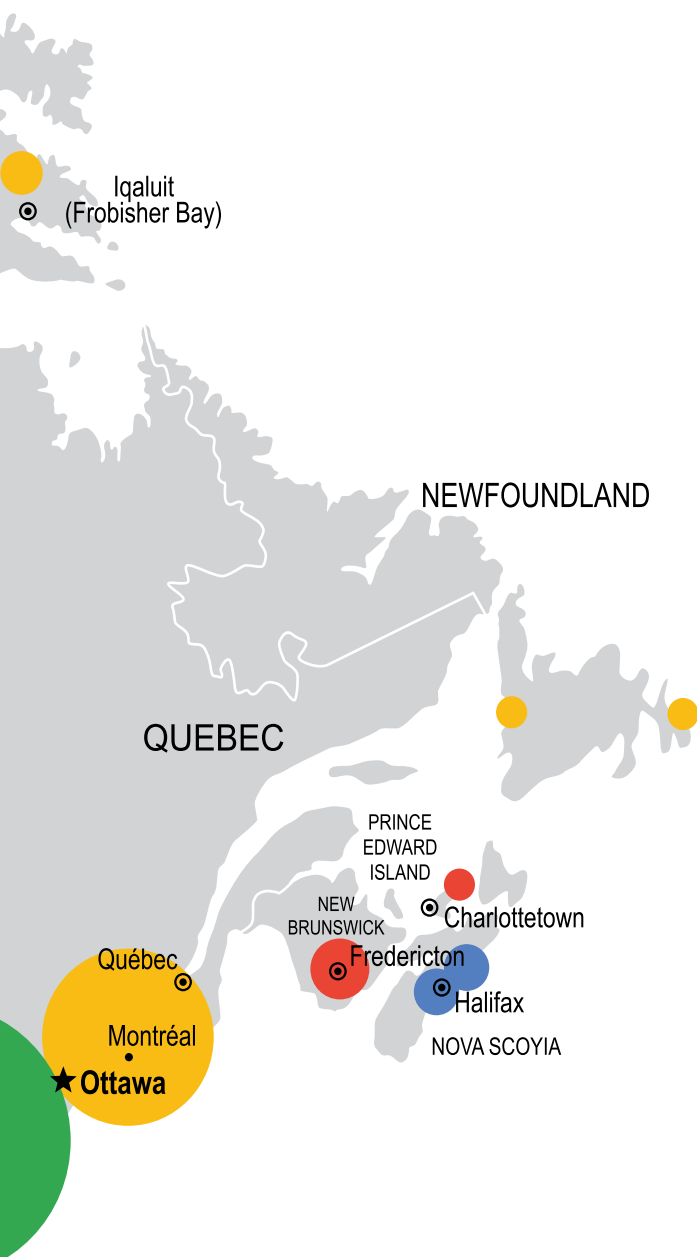 Iqaluit
(Frobisher Bay)
NEWFOUNDLAND
QUEBEC
PRINCE
EDWARD
ISLAND
NEW
BRUNSWICK
Charlottetown
Fredericton
Québec
Halifax
Montréal
NOVA SCOYIA
Ottawa